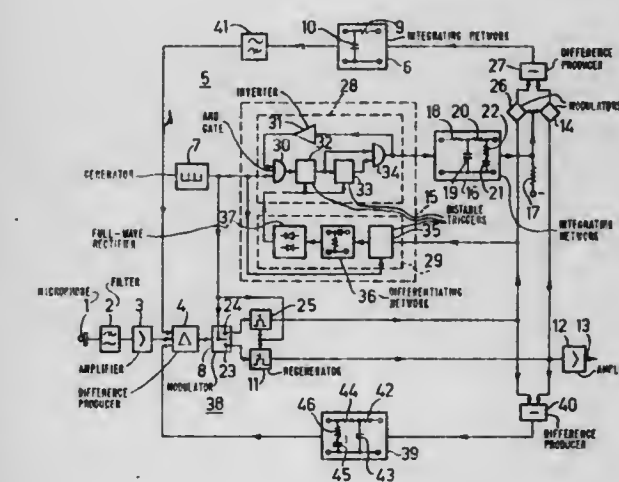 41
10
9
INTEGRATING NETWORK
6
5
27
DIFFERENCE
PRODUCER
26
MODULATORS
14
INVERTER
28
AND
GATE
31
30
32
33
34
18
20
22
19
16
21
17
INTEGRATING
NETWORK
7
GENERATOR
15
BISTABLE
TRIGGERS
FULL-WAVE
RECTIFIER
37
35
36
DIFFERENTIATING
NETWORK
29
MICROPHONE
FILTER
1
2
3
4
24
25
8
23
11
REGENERATOR
12
13
AMPL
AMPLIFIER
DIFFERENCE
PRODUCER
MODULATOR
38
40
DIFFERENCE
PRODUCER
46
44
42
45
43
39